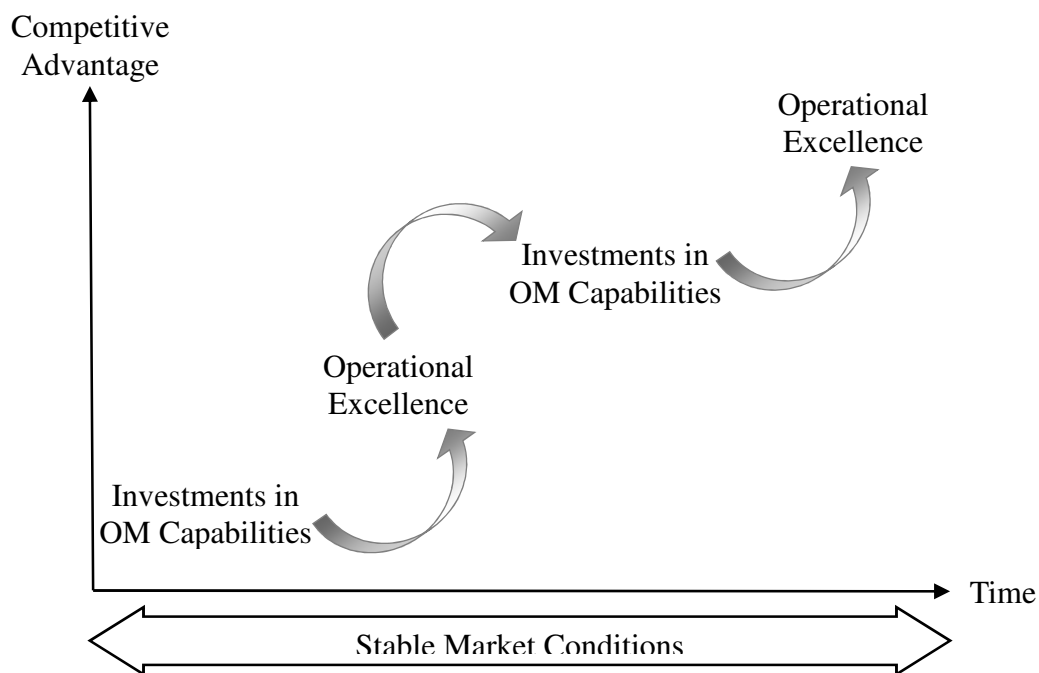 Competitive
Advantage
Operational
Excellence
Investments in
OM Capabilities
Operational
Excellence
Investments in
OM Capabilities
Time
Stable Market Conditions